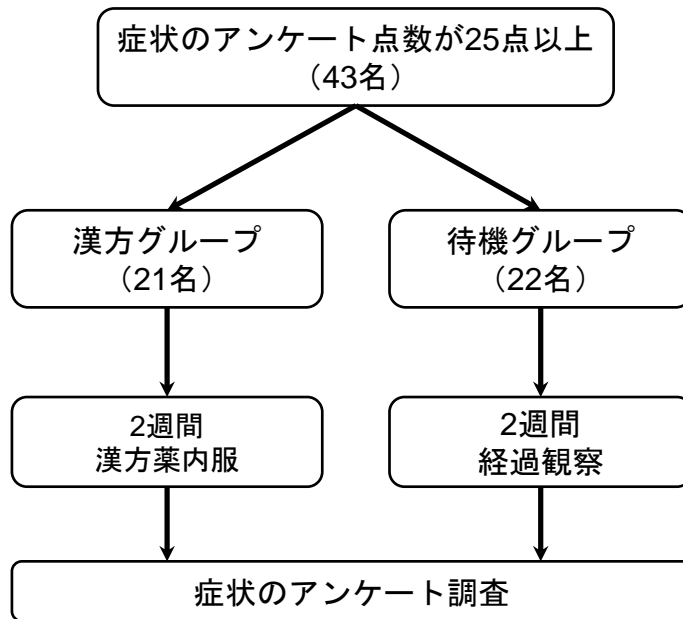 症状のアンケート点数が25点以上
（43名）
漢方グループ
（21名）
待機グループ
（22名）
2週間
漢方薬内服
2週間
経過観察
症状のアンケート調査